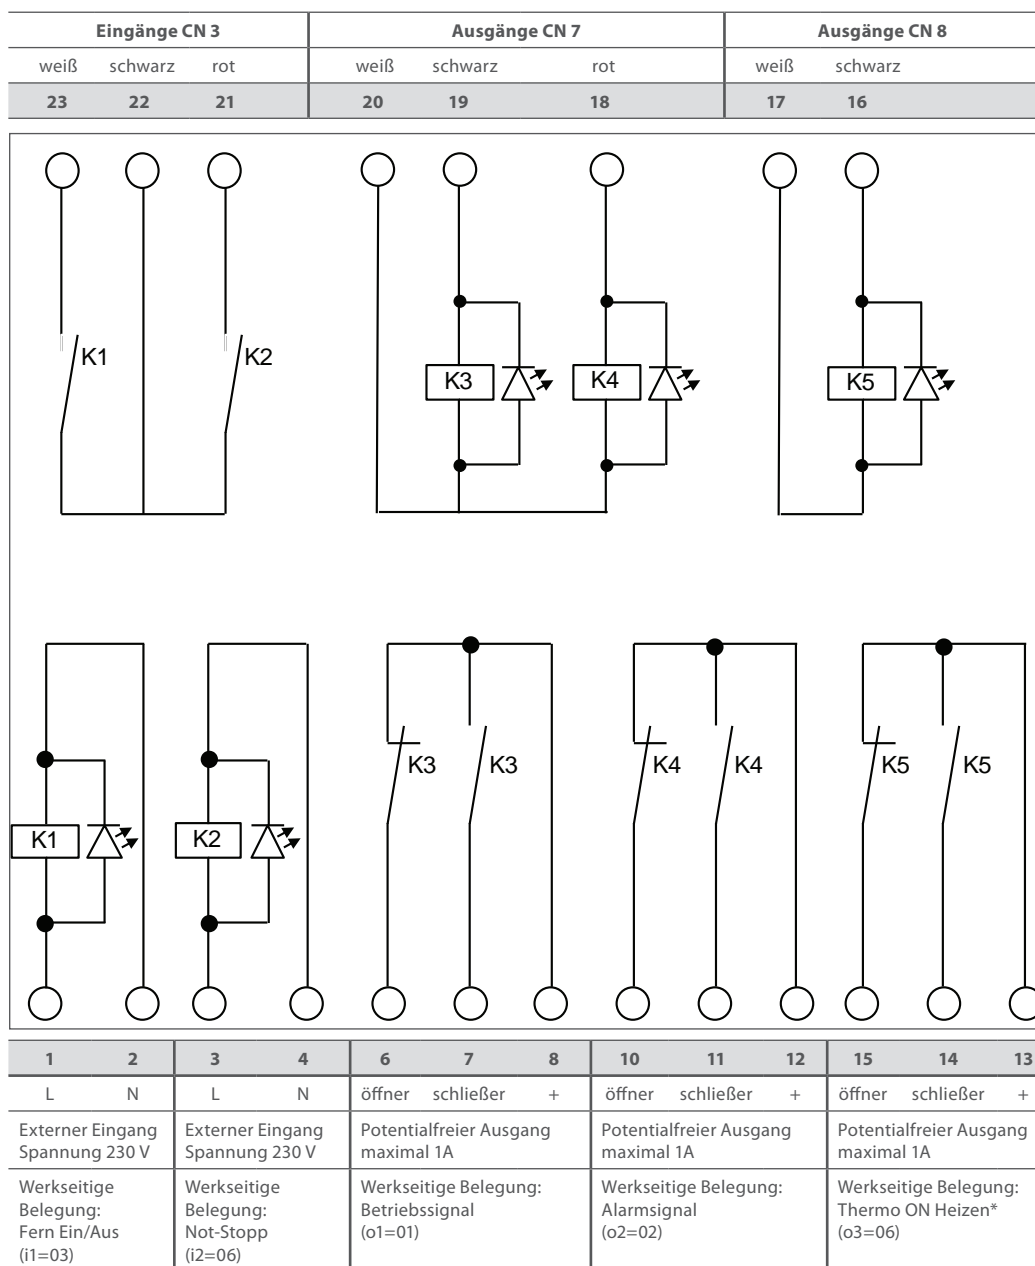 Eingänge CN 3 Ausgänge CN 7 Ausgänge CN 8
weiß schwarz rot weiß schwarz rot weiß schwarz
23 22 21 20 19 18 17 16
K1 K2
K3 K4 K5
K3 K3 K4 K4 K5 K5
K1 K2
1 2 3 4 6 7 8 10 11 12 15 14 13
L N L N öffner schließer + öffner schließer + öffner schließer +
Externer Eingang Externer Eingang Potentialfreier Ausgang Potentialfreier Ausgang Potentialfreier Ausgang
Spannung 230 V Spannung 230 V maximal 1A maximal 1A maximal 1A
Werkseitige Werkseitige Werkseitige Belegung: Werkseitige Belegung: Werkseitige Belegung:
Belegung: Belegung: Betriebssignal Alarmsignal Thermo ON Heizen*
Fern Ein/Aus Not-Stopp (o1=01) (o2=02) (o3=06)
(i1=03) (i2=06)